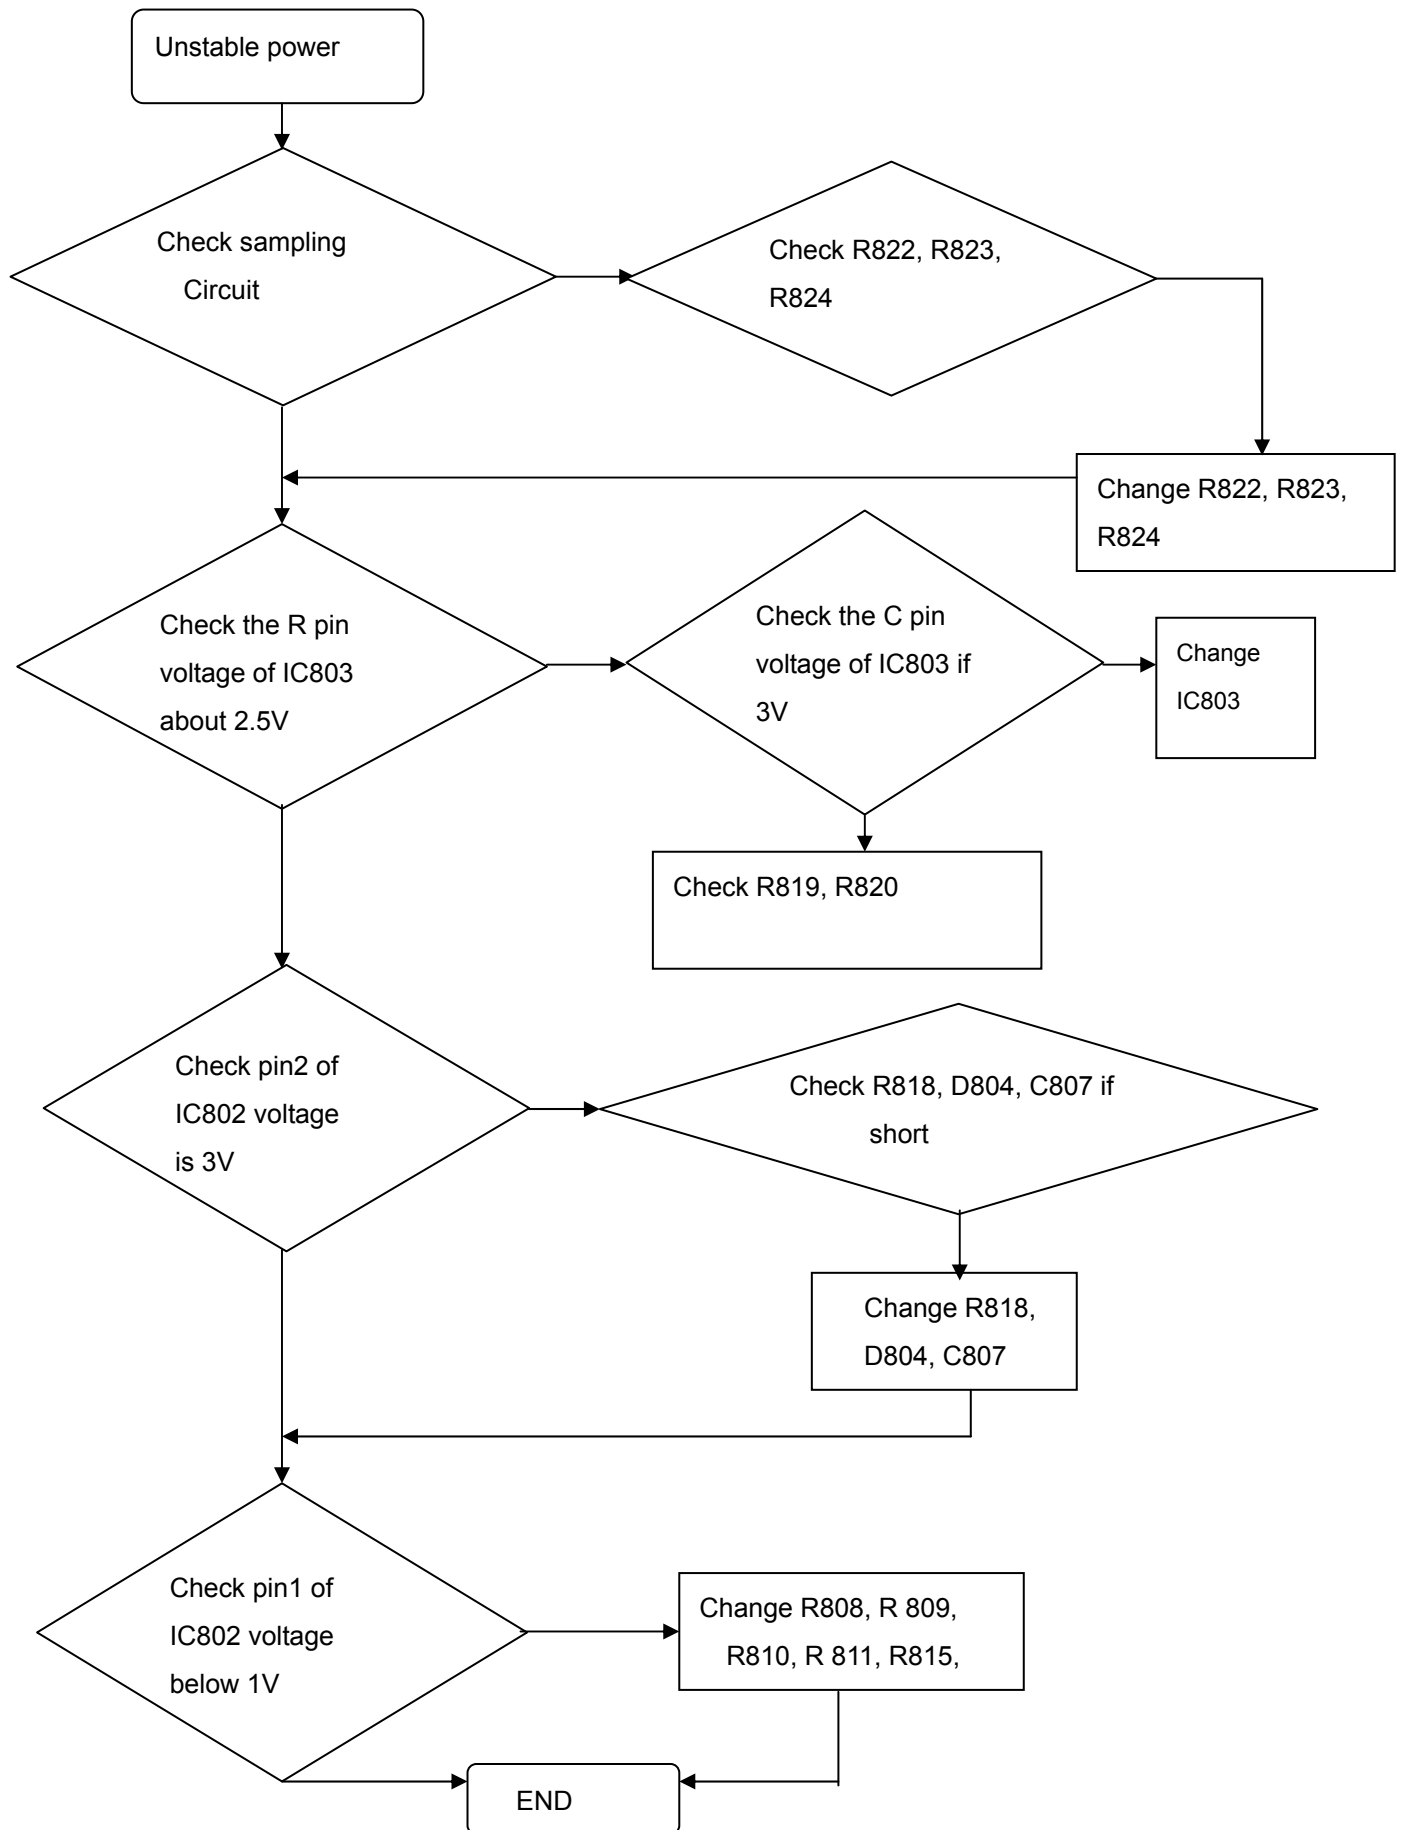 Unstable power
Check sampling
Circuit
Check R822, R823,
R824
Change R822, R823,
R824
Check the R pin
voltage of IC803
about 2.5V
Check the C pin
voltage of IC803 if
3V
Change
IC803
Check R819, R820
Check pin2 of
IC802 voltage
is 3V
Check R818, D804, C807 if
short
Change R818,
D804, C807
Check pin1 of
IC802 voltage
below 1V
Change R808, R 809,
R810, R 811, R815,
END